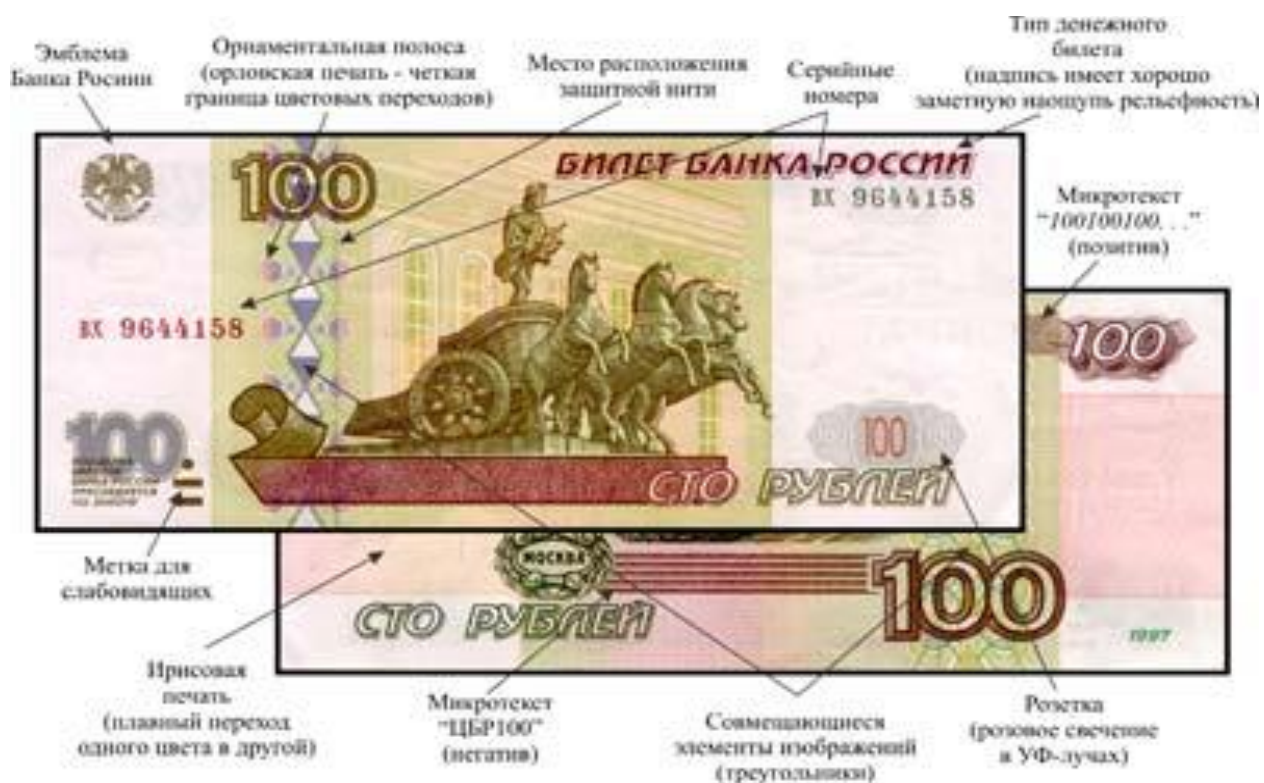 Эмблема
Банка России
Орнаментальная полоса
(орловская печать - четкая
граница цветовых переходов)
Место расположения
защитной нити
Серийные
номера
Тип денежного
билета
(надпись имеет хорошо
заметную наощупь рельефность)
100
БИЛЕТ БАНКА РОССИИ
ВХ 9644158
Микротекст
“100100100. . .”
(позитив)
ВХ 9644158
100
100
100
БАНКА РОССИИ
СТО РУБЛЕЙ
Метка для
слабовидящих
МОСКВА
100
СТО РУБЛЕЙ
1997
Ирисовая
печать
(плавный переход
одного цвета в другой)
Микротекст
“ЦБР100”
(негатив)
Совмещающиеся
элементы изображений
(треугольники)
Розетка
(розовое свечение
в УФ-лучах)